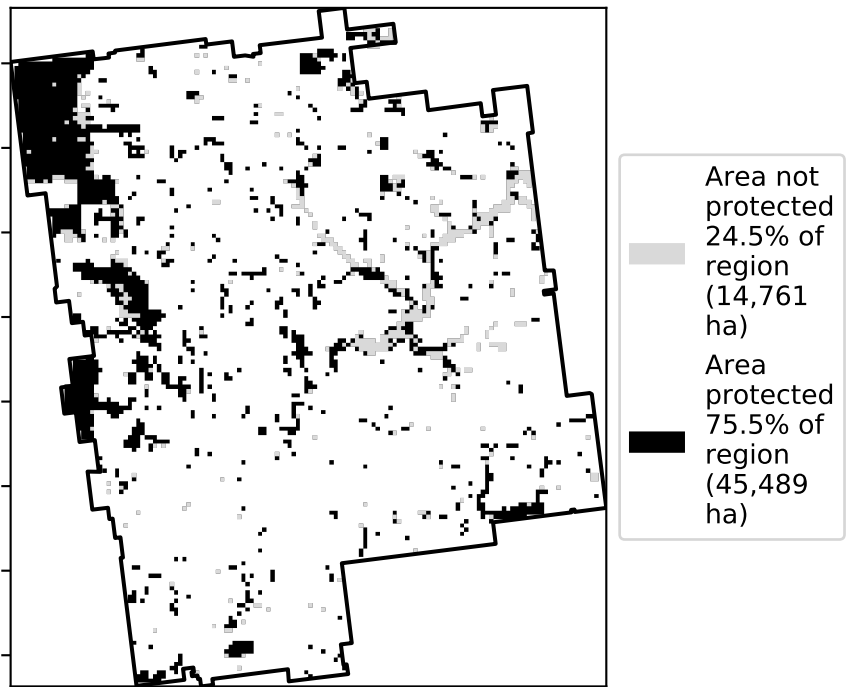 Area not
protected
24.5% of
region
(14,761
ha)
Area
protected
75.5% of
region
(45,489
ha)